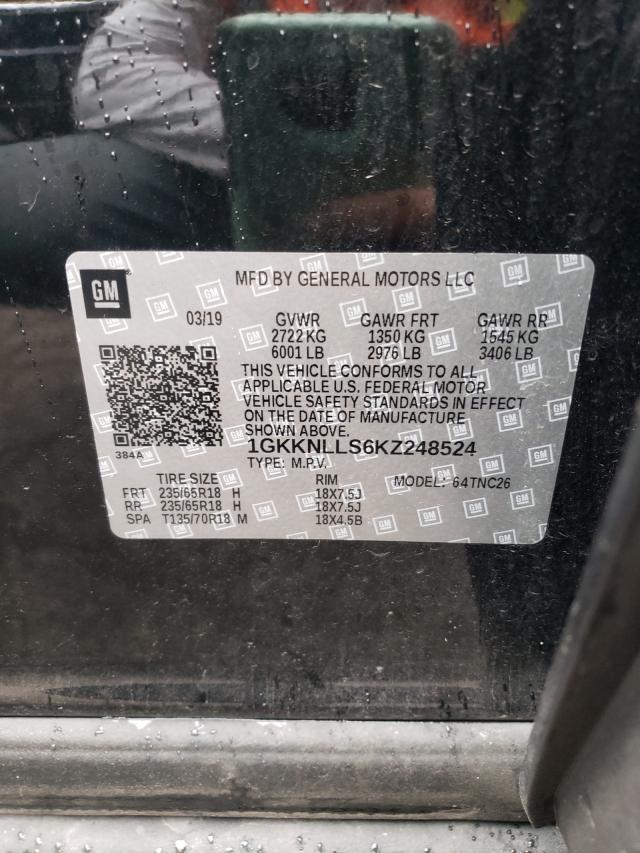 GM
MFD BY GENERAL MOTORS LLC
03/19 GVWR GAWR FRT GAWR RR
2722 KG 1350 KG 1545 KG
6001 LB 2976 LB 3406 LB
THIS VEHICLE CONFORMS TO ALL
APPLICABLE U.S. FEDERAL MOTOR
VEHICLE SAFETY STANDARDS IN EFFECT
ON THE DATE OF MANUFACTURE
SHOWN ABOVE.
384A
1GKKNLLS6KZ248524
TYPE: M.P.V.
TIRE SIZE RIM MODEL: 64TNC26
FRT 235/65R18 H 18X7.5J
RR 235/65R18 H 18X7.5J
SPA T135/70R18 M 18X4.5B